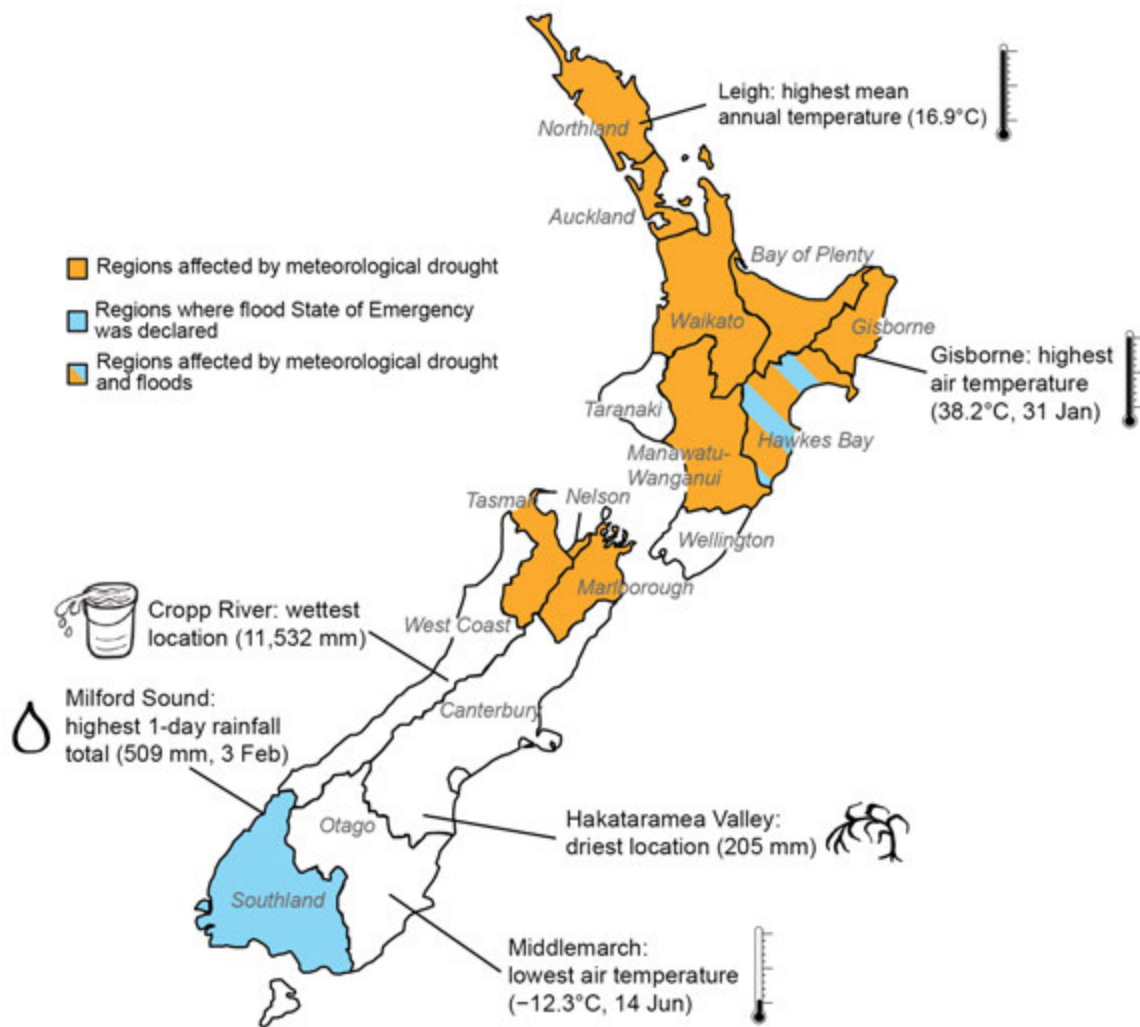 Leigh: highest mean
annual temperature (16.9°C)
Northland
Auckland
Bay of Plenty
Regions affected by meteorological drought
Regions where flood State of Emergency
was declared
Regions affected by meteorological drought
and floods
Waikato
Gisborne
Gisborne: highest
air temperature
(38.2°C, 31 Jan)
Taranaki
Hawkes Bay
Manawatu-
Wanganui
Tasman
Nelson
Wellington
Marlborough
Cropp River: wettest
location (11,532 mm)
West Coast
Milford Sound:
highest 1-day rainfall
total (509 mm, 3 Feb)
Canterbury
Otago
Hakataramea Valley:
driest location (205 mm)
Southland
Middlemarch:
lowest air temperature
(−12.3°C, 14 Jun)